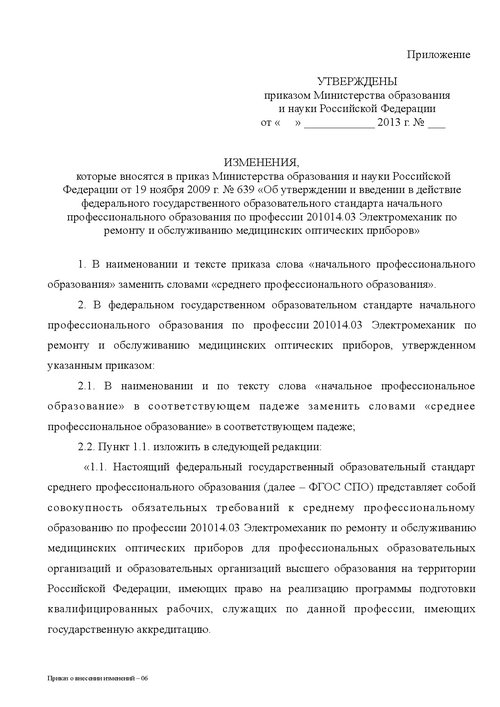 Приложение
УТВЕРЖДЕНЫ
приказом Министерства образования
и науки Российской Федерации
от « » ____________ 2013 г. № ___
ИЗМЕНЕНИЯ,
которые вносятся в приказ Министерства образования и науки Российской
Федерации от 19 ноября 2009 г. № 639 «Об утверждении и введении в действие
федерального государственного образовательного стандарта начального
профессионального образования по профессии 201014.03 Электромеханик по
ремонту и обслуживанию медицинских оптических приборов»
1. В наименовании и тексте приказа слова «начального профессионального
образования» заменить словами «среднего профессионального образования».
2. В федеральном государственном образовательном стандарте начального
профессионального образования по профессии 201014.03 Электромеханик по
ремонту и обслуживанию медицинских оптических приборов, утвержденном
указанным приказом:
2.1. В наименовании и по тексту слова «начальное профессиональное
образование» в соответствующем падеже заменить словами «среднее
профессиональное образование» в соответствующем падеже;
2.2. Пункт 1.1. изложить в следующей редакции:
«1.1. Настоящий федеральный государственный образовательный стандарт
среднего профессионального образования (далее – ФГОС СПО) представляет собой
совокупность обязательных требований к среднему профессиональному
образованию по профессии 201014.03 Электромеханик по ремонту и обслуживанию
медицинских оптических приборов для профессиональных образовательных
организаций и образовательных организаций высшего образования на территории
Российской Федерации, имеющих право на реализацию программы подготовки
квалифицированных рабочих, служащих по данной профессии, имеющих
государственную аккредитацию.
Приказ о внесении изменений – 06